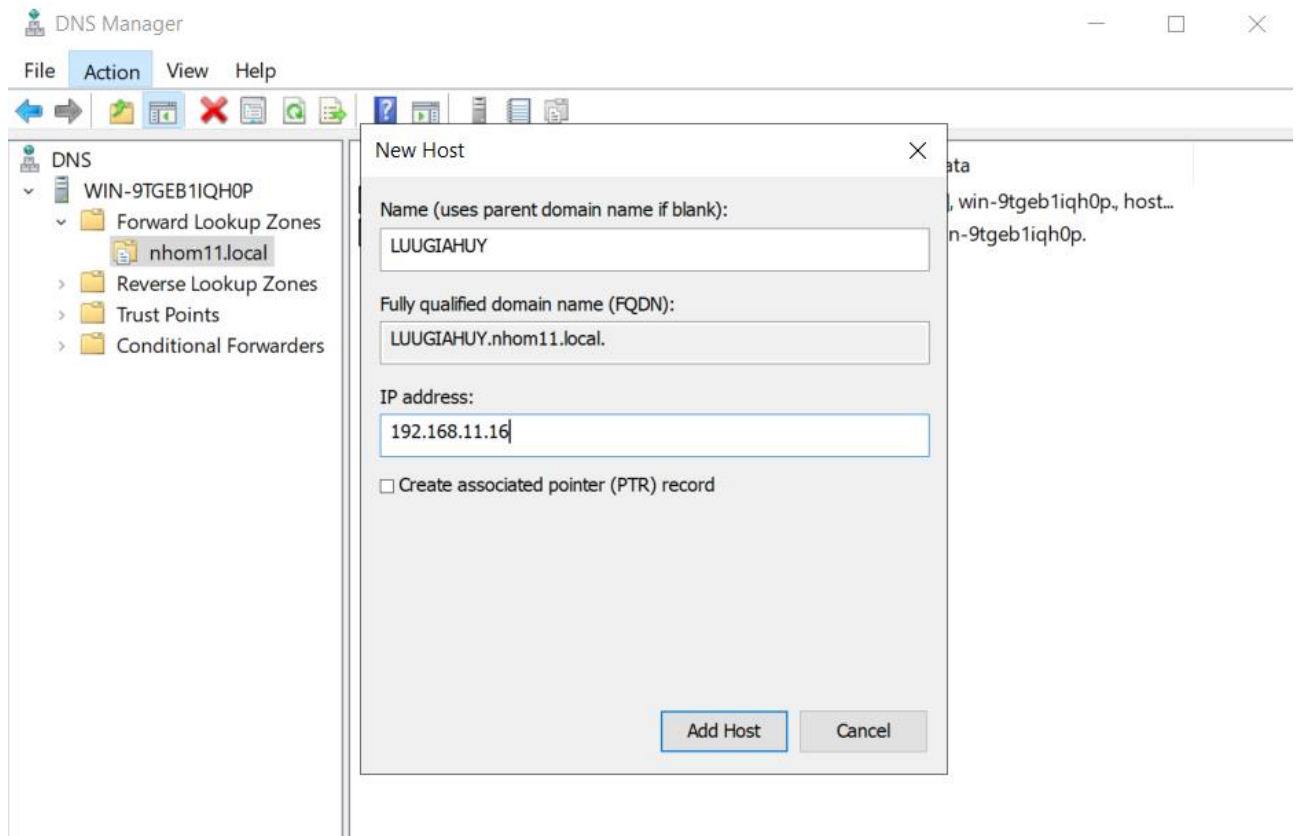 DNS Manager
File Action View Help
DNS
WIN-9TGEB1IQH0P
Forward Lookup Zones
nhom11.local
Reverse Lookup Zones
Trust Points
Conditional Forwarders
New Host
Name (uses parent domain name if blank):
LUUGIAHUY
Fully qualified domain name (FQDN):
LUUGIAHUY.nhom11.local.
IP address:
192.168.11.16
Create associated pointer (PTR) record
Add Host Cancel
ata
, win-9tgeb1iqh0p., host...
n-9tgeb1iqh0p.